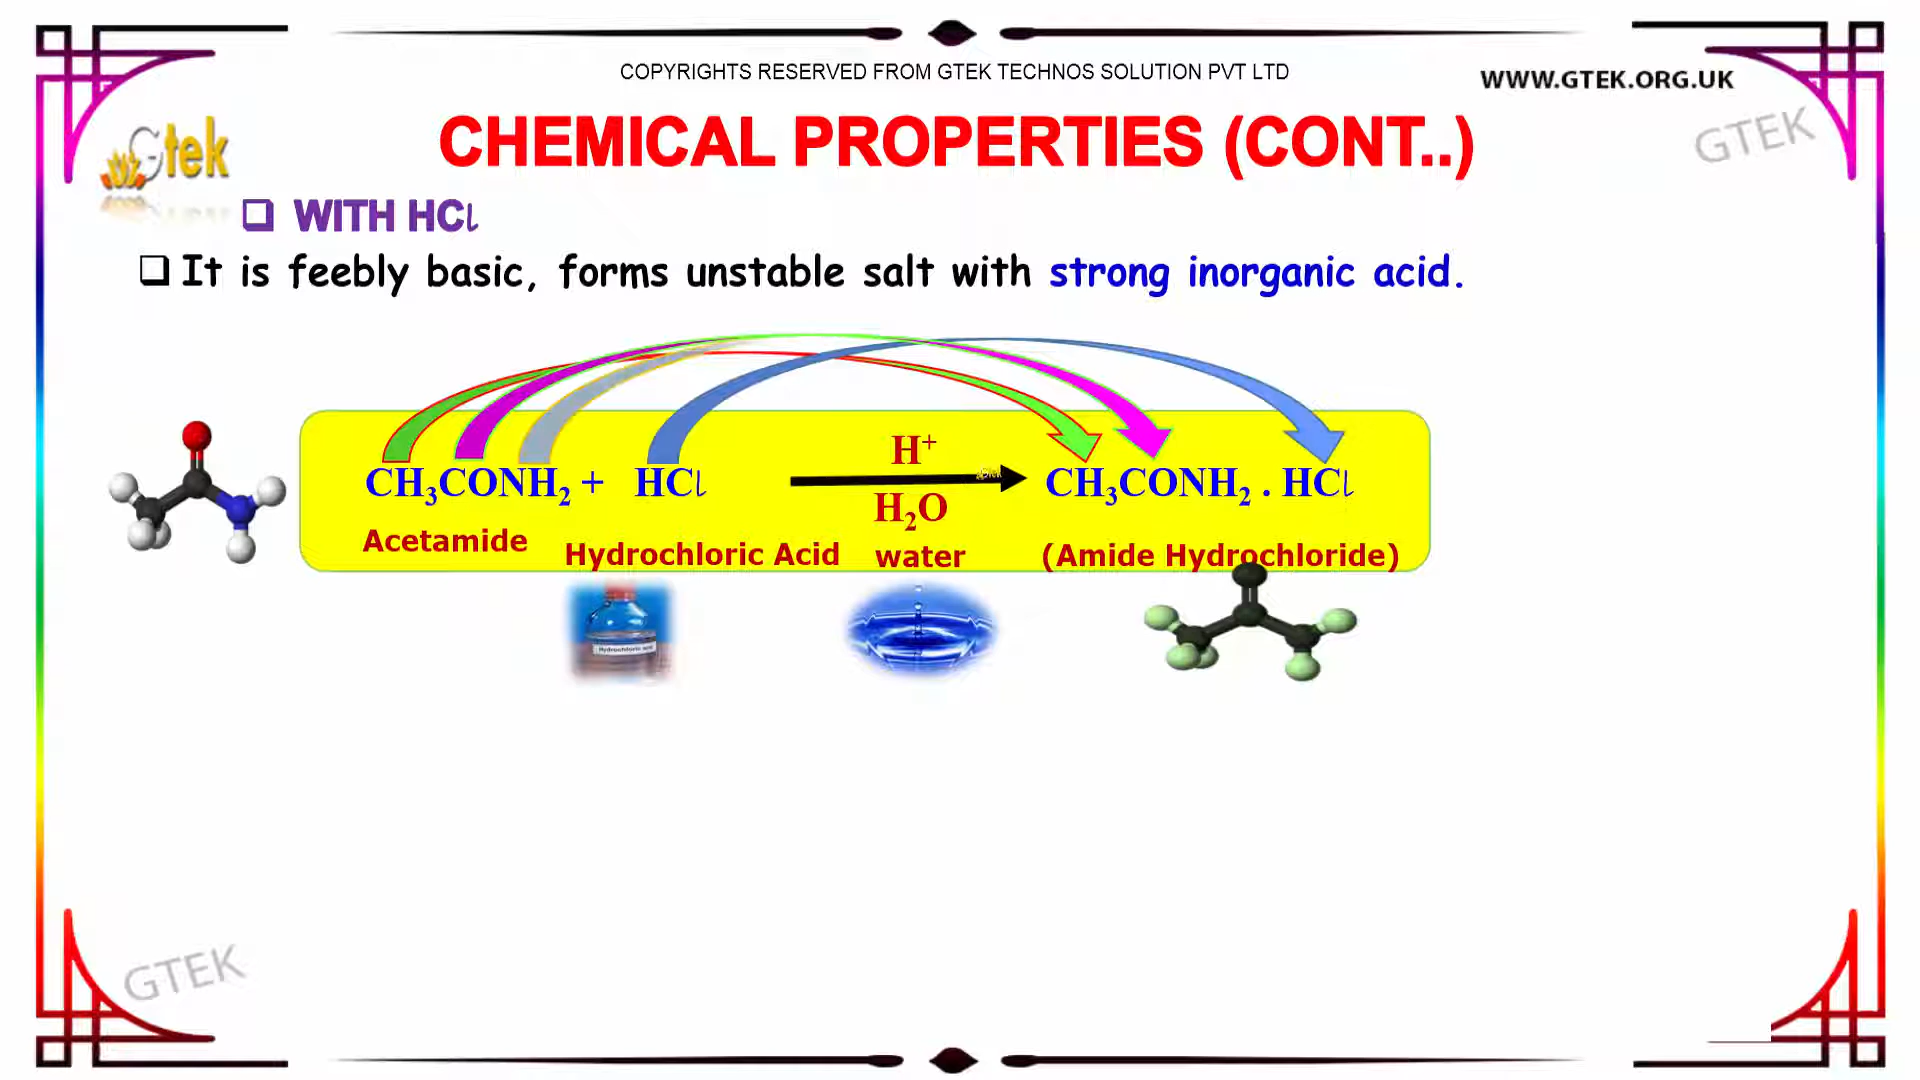 COPYRIGHTS RESERVED FROM GTEK TECHNOS SOLUTION PVT LTD
WWW.GTEK.ORG.UK
Gtek
CHEMICAL PROPERTIES (CONT..)
GTEK
WITH HCl
It is feebly basic, forms unstable salt with strong inorganic acid.
H⁺
CH₃CONH₂ + HCl CH₃CONH₂ . HCl
H₂O
Acetamide Hydrochloric Acid water (Amide Hydrochloride)
Hydrochloric acid
GTEK